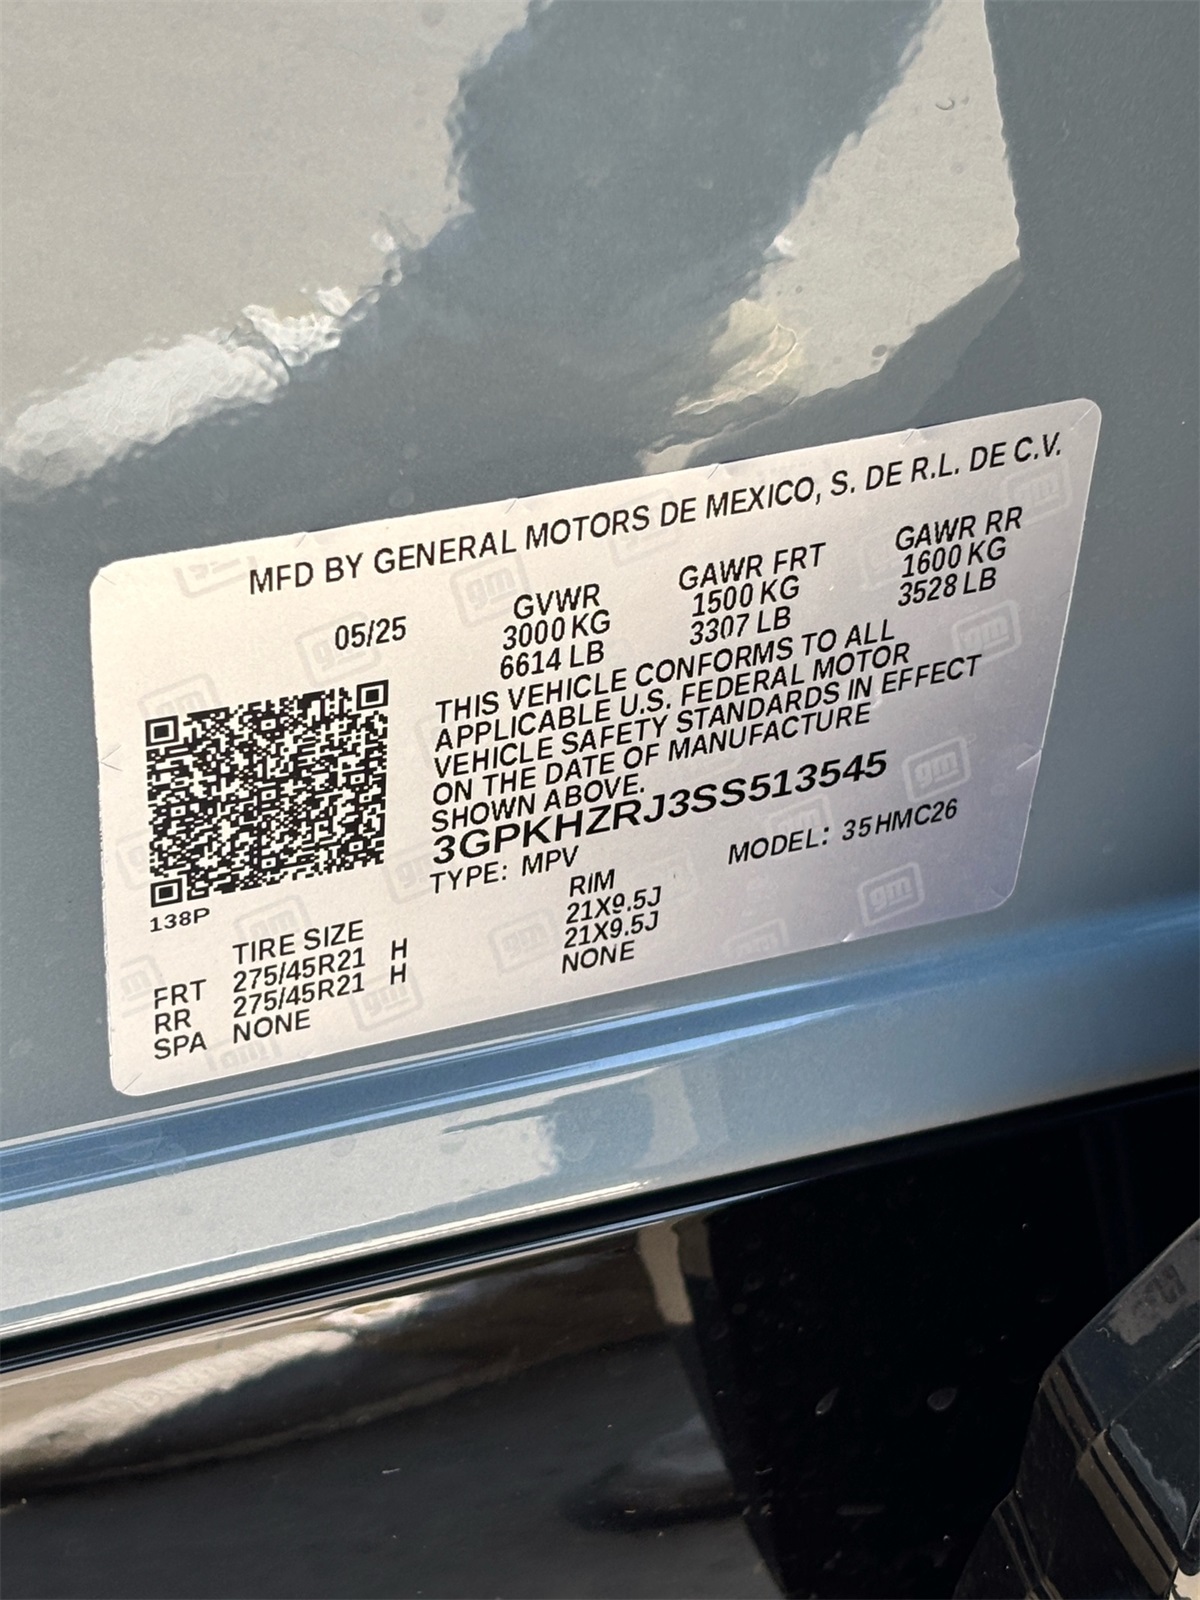 MFD BY GENERAL MOTORS DE MEXICO, S. DE R.L. DE C.V.
05/25 GVWR GAWR FRT GAWR RR
3000 KG 1500 KG 1600 KG
6614 LB 3307 LB 3528 LB
THIS VEHICLE CONFORMS TO ALL
APPLICABLE U.S. FEDERAL MOTOR
VEHICLE SAFETY STANDARDS IN EFFECT
ON THE DATE OF MANUFACTURE
SHOWN ABOVE.
3GPKHZRJ3SS513545
TYPE: MPV MODEL: 35HMC26
138P
TIRE SIZE RIM
FRT 275/45R21 H 21X9.5J
RR 275/45R21 H 21X9.5J
SPA NONE NONE
gm